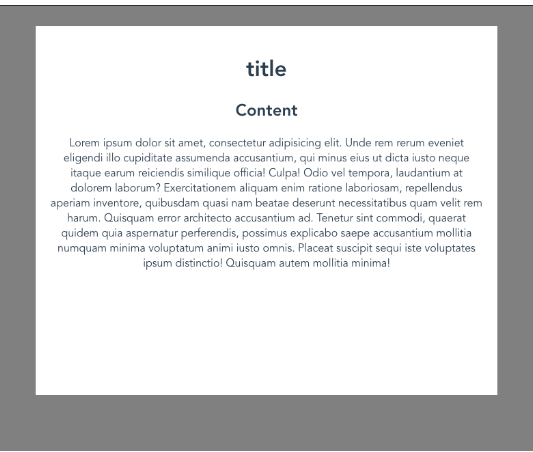 title
Content
Lorem ipsum dolor sit amet, consectetur adipisicing elit. Unde rem rerum eveniet
eligendi illo cupiditate assumenda accusantium, qui minus eius ut dicta iusto neque
itaque earum reiciendis similique officia! Culpa! Odio vel tempora, laudantium at
dolorem laborum? Exercitationem aliquam enim ratione laboriosam, repellendus
aperiam inventore, quibusdam quasi nam beatae deserunt necessitatibus quam velit rem
harum. Quisquam error architecto accusantium ad. Tenetur sint commodi, quaerat
quidem quia aspernatur perferendis, possimus explicabo saepe accusantium mollitia
numquam minima voluptatum animi iusto omnis. Placeat suscipit sequi iste voluptates
ipsum distinctio! Quisquam autem mollitia minima!